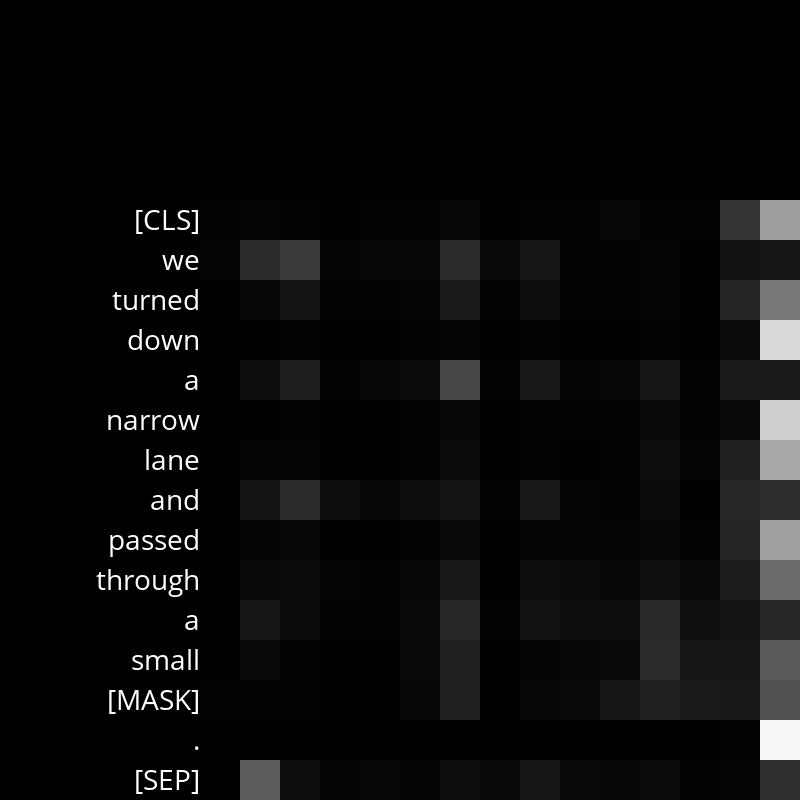 [CLS]
we
turned
down
a
narrow
lane
and
passed
through
a
small
[MASK]
.
[SEP]